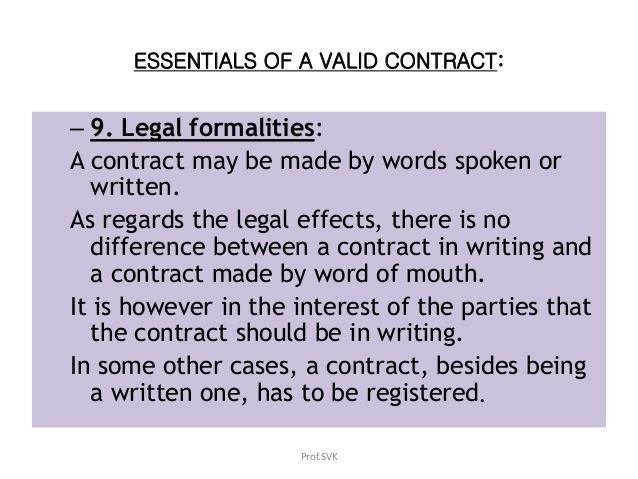 ESSENTIALS OF A VALID CONTRACT:
– 9. Legal formalities:
A contract may be made by words spoken or
written.
As regards the legal effects, there is no
difference between a contract in writing and
a contract made by word of mouth.
It is however in the interest of the parties that
the contract should be in writing.
In some other cases, a contract, besides being
a written one, has to be registered.
Prof.SVK